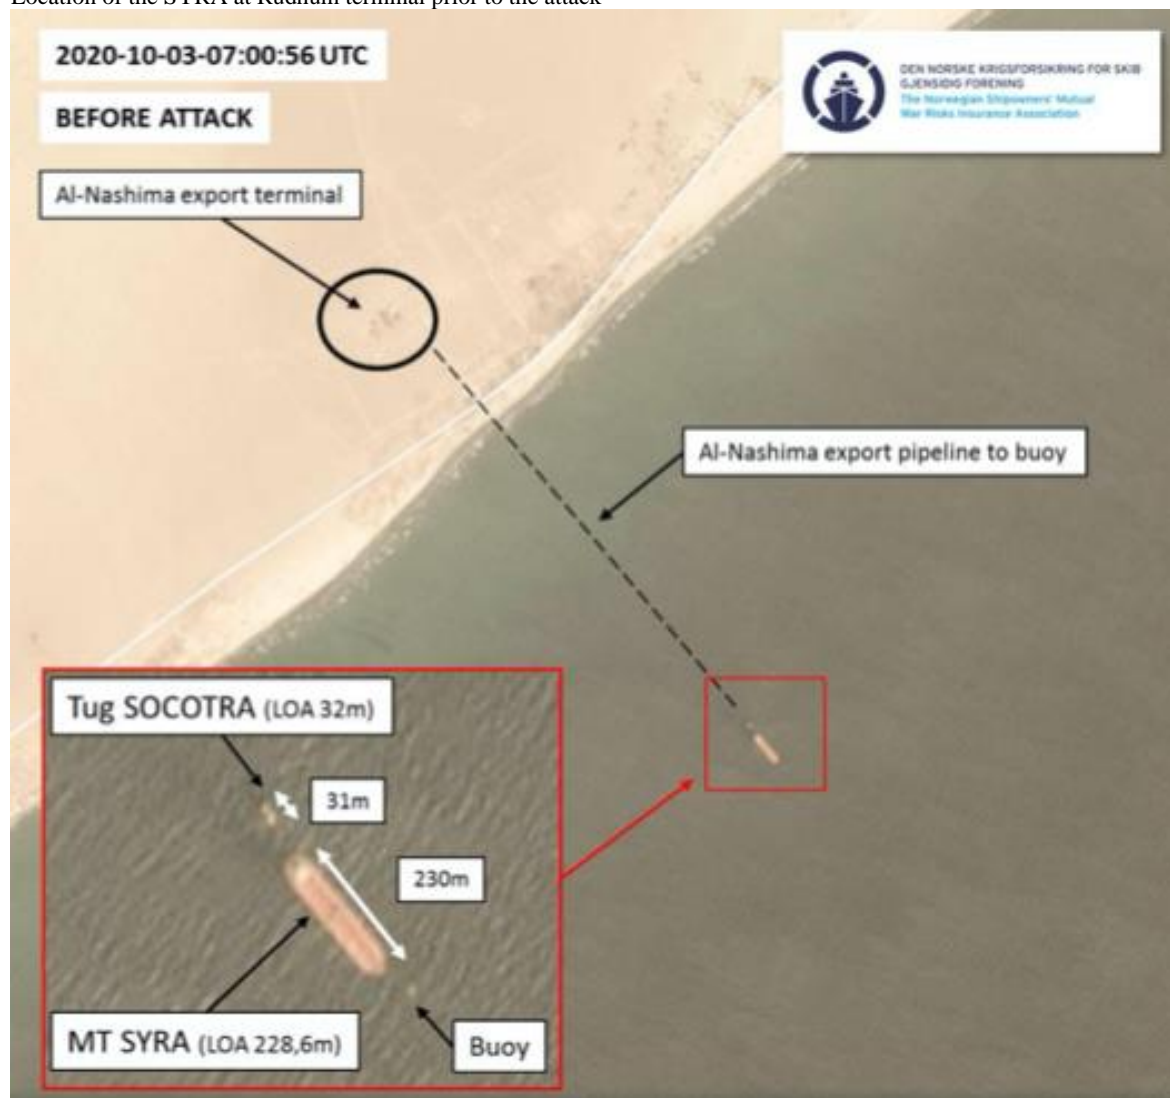 Location of the SYRA at Rudhum terminal prior to the attack
2020-10-03-07:00:56 UTC
BEFORE ATTACK
DEN NORSKE KRIGSFORSIKRING FOR SKIB
GJENSIDIG FORENING
The Norwegian Shipowners' Mutual
War Risks Insurance Association
Al-Nashima export terminal
Al-Nashima export pipeline to buoy
Tug SOCOTRA (LOA 32m)
31m
230m
MT SYRA (LOA 228,6m)
Buoy